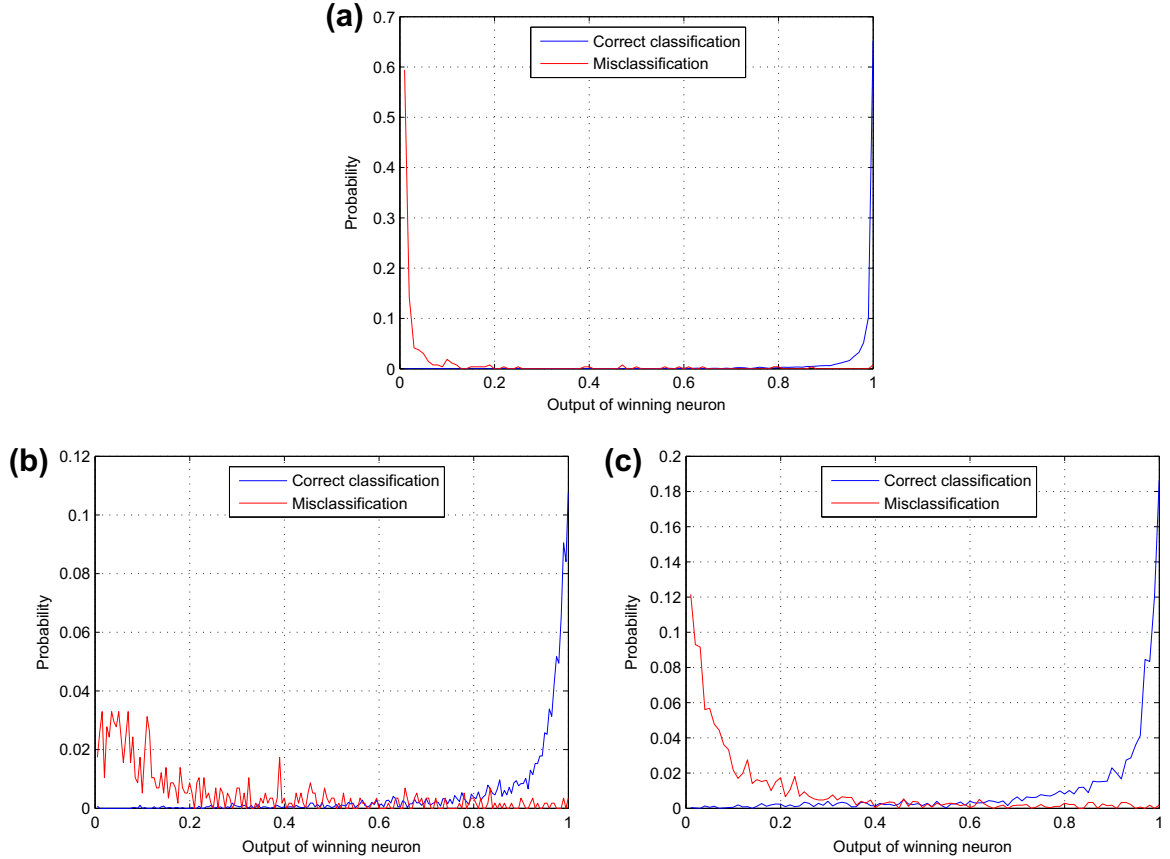 (a)
0.7
0.6
0.5
0.4
0.3
0.2
0.1
0
Probability
Correct classification
Misclassification
0 0.2 0.4 0.6 0.8 1
Output of winning neuron
(b)
0.12
0.1
0.08
0.06
0.04
0.02
0
Probability
Correct classification
Misclassification
0 0.2 0.4 0.6 0.8 1
Output of winning neuron
(c)
0.2
0.18
0.16
0.14
0.12
0.1
0.08
0.06
0.04
0.02
0
Probability
Correct classification
Misclassification
0 0.2 0.4 0.6 0.8 1
Output of winning neuron